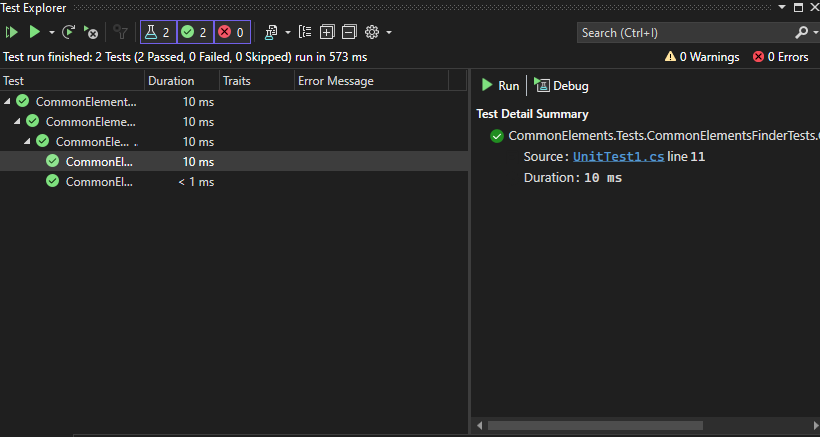 Test Explorer
2 2 0 Search (Ctrl+I)
Test run finished: 2 Tests (2 Passed, 0 Failed, 0 Skipped) run in 573 ms 0 Warnings 0 Errors
Test Duration Traits Error Message
CommonElement... 10 ms
CommonEleme... 10 ms
CommonEle... .. 10 ms
CommonEl... 10 ms
CommonEl... < 1 ms
Run Debug
Test Detail Summary
CommonElements.Tests.CommonElementsFinderTests.
Source: UnitTest1.cs line 11
Duration: 10 ms